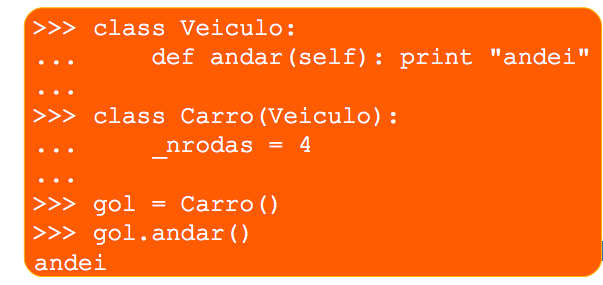 >>> class Veiculo:
...     def andar(self): print "andei"
...
>>> class Carro(Veiculo):
...     _nrodas = 4
...
>>> gol = Carro()
>>> gol.andar()
andei